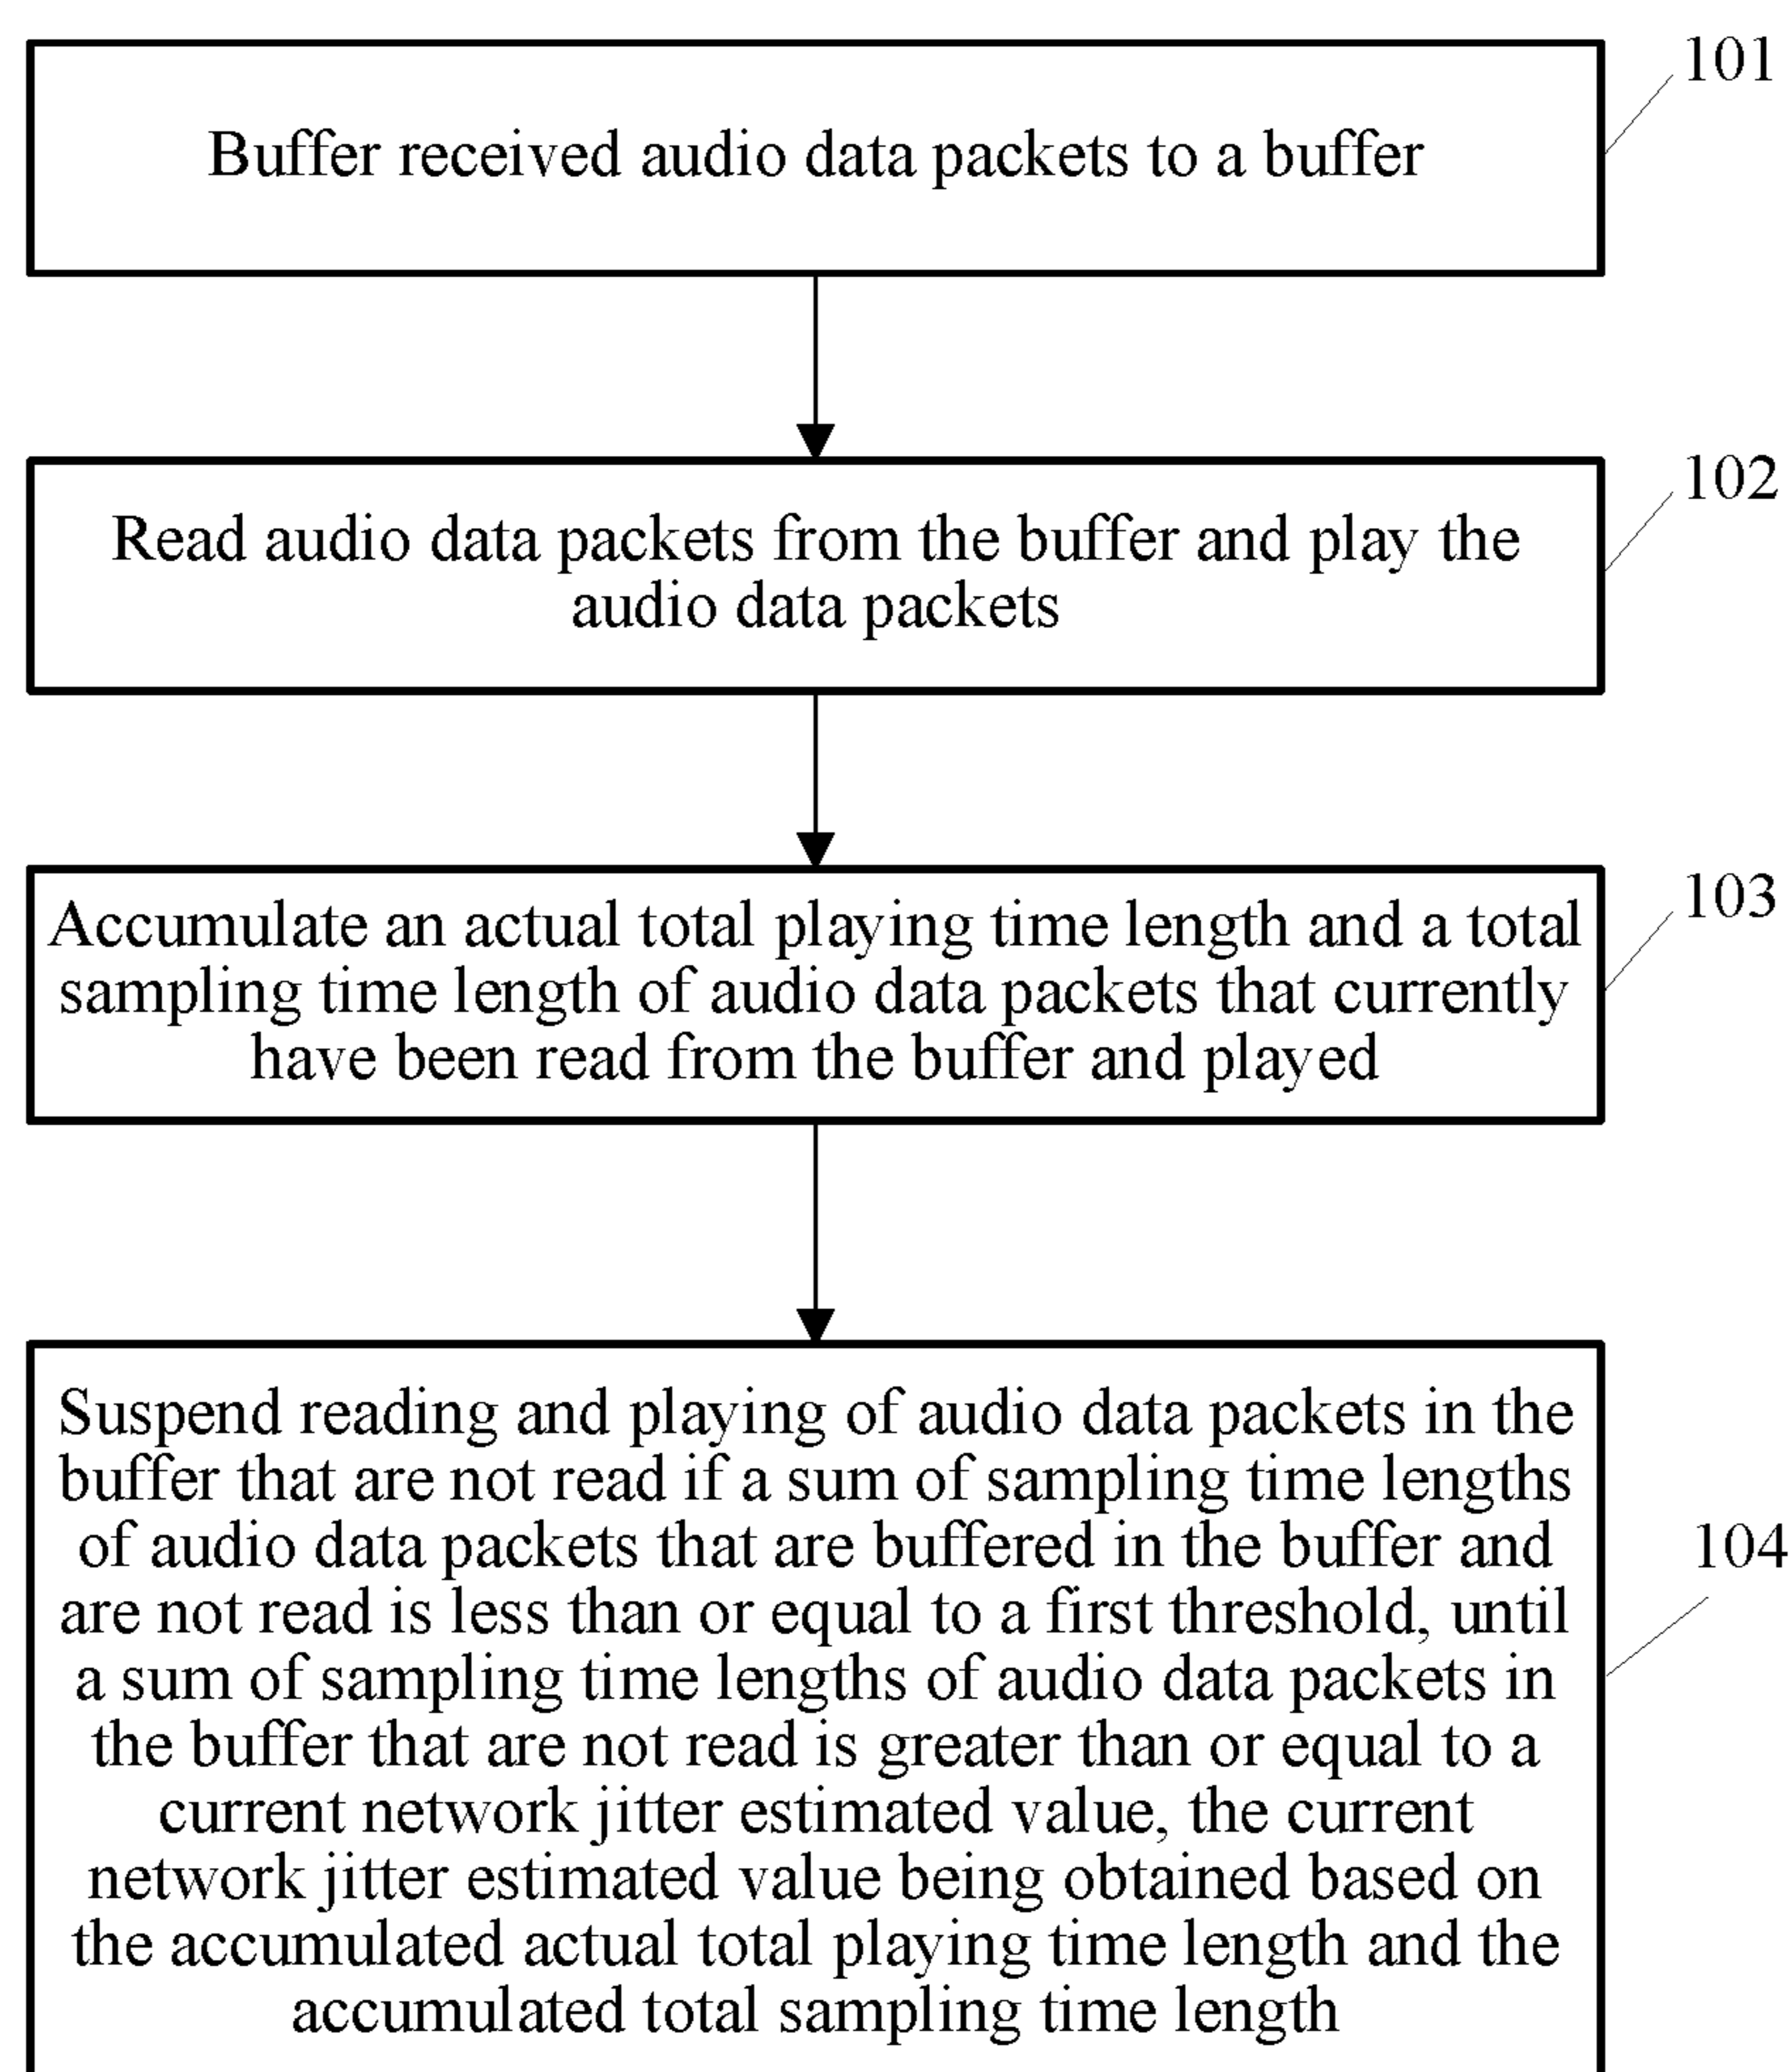 101
Buffer received audio data packets to a buffer
102
Read audio data packets from the buffer and play the
audio data packets
103
Accumulate an actual total playing time length and a total
sampling time length of audio data packets that currently
have been read from the buffer and played
Suspend reading and playing of audio data packets in the
buffer that are not read if a sum of sampling time lengths
of audio data packets that are buffered in the buffer and
are not read is less than or equal to a first threshold, until
a sum of sampling time lengths of audio data packets in
the buffer that are not read is greater than or equal to a
current network jitter estimated value, the current
network jitter estimated value being obtained based on
the accumulated actual total playing time length and the
accumulated total sampling time length
104